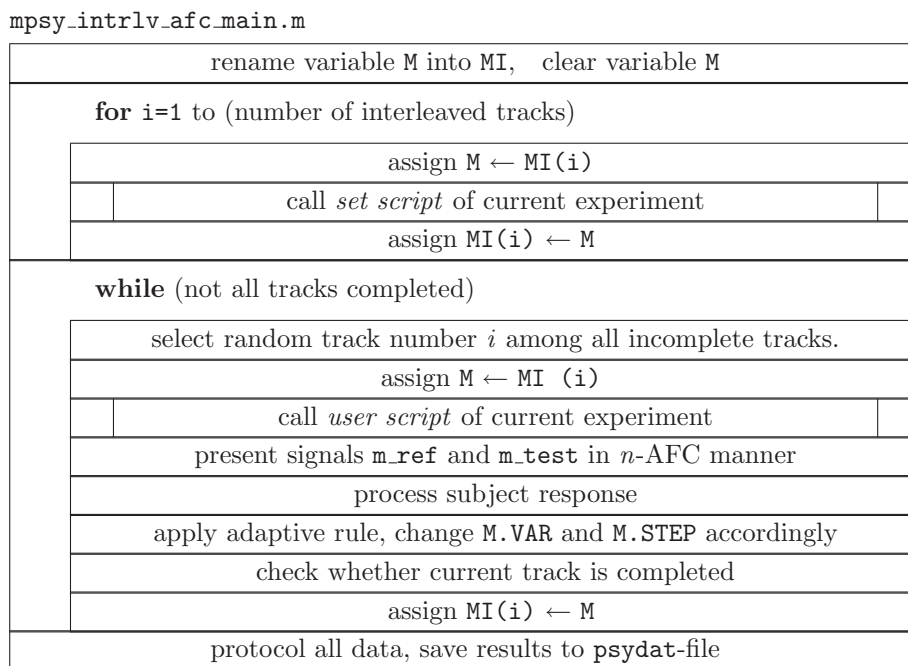 mpsy_intrlv_afc_main.m
rename variable M into MI, clear variable M
for i=1 to (number of interleaved tracks)
assign M ← MI(i)
call set script of current experiment
assign MI(i) ← M
while (not all tracks completed)
select random track number i among all incomplete tracks.
assign M ← MI (i)
call user script of current experiment
present signals m_ref and m_test in n-AFC manner
process subject response
apply adaptive rule, change M.VAR and M.STEP accordingly
check whether current track is completed
assign MI(i) ← M
protocol all data, save results to psydat-file